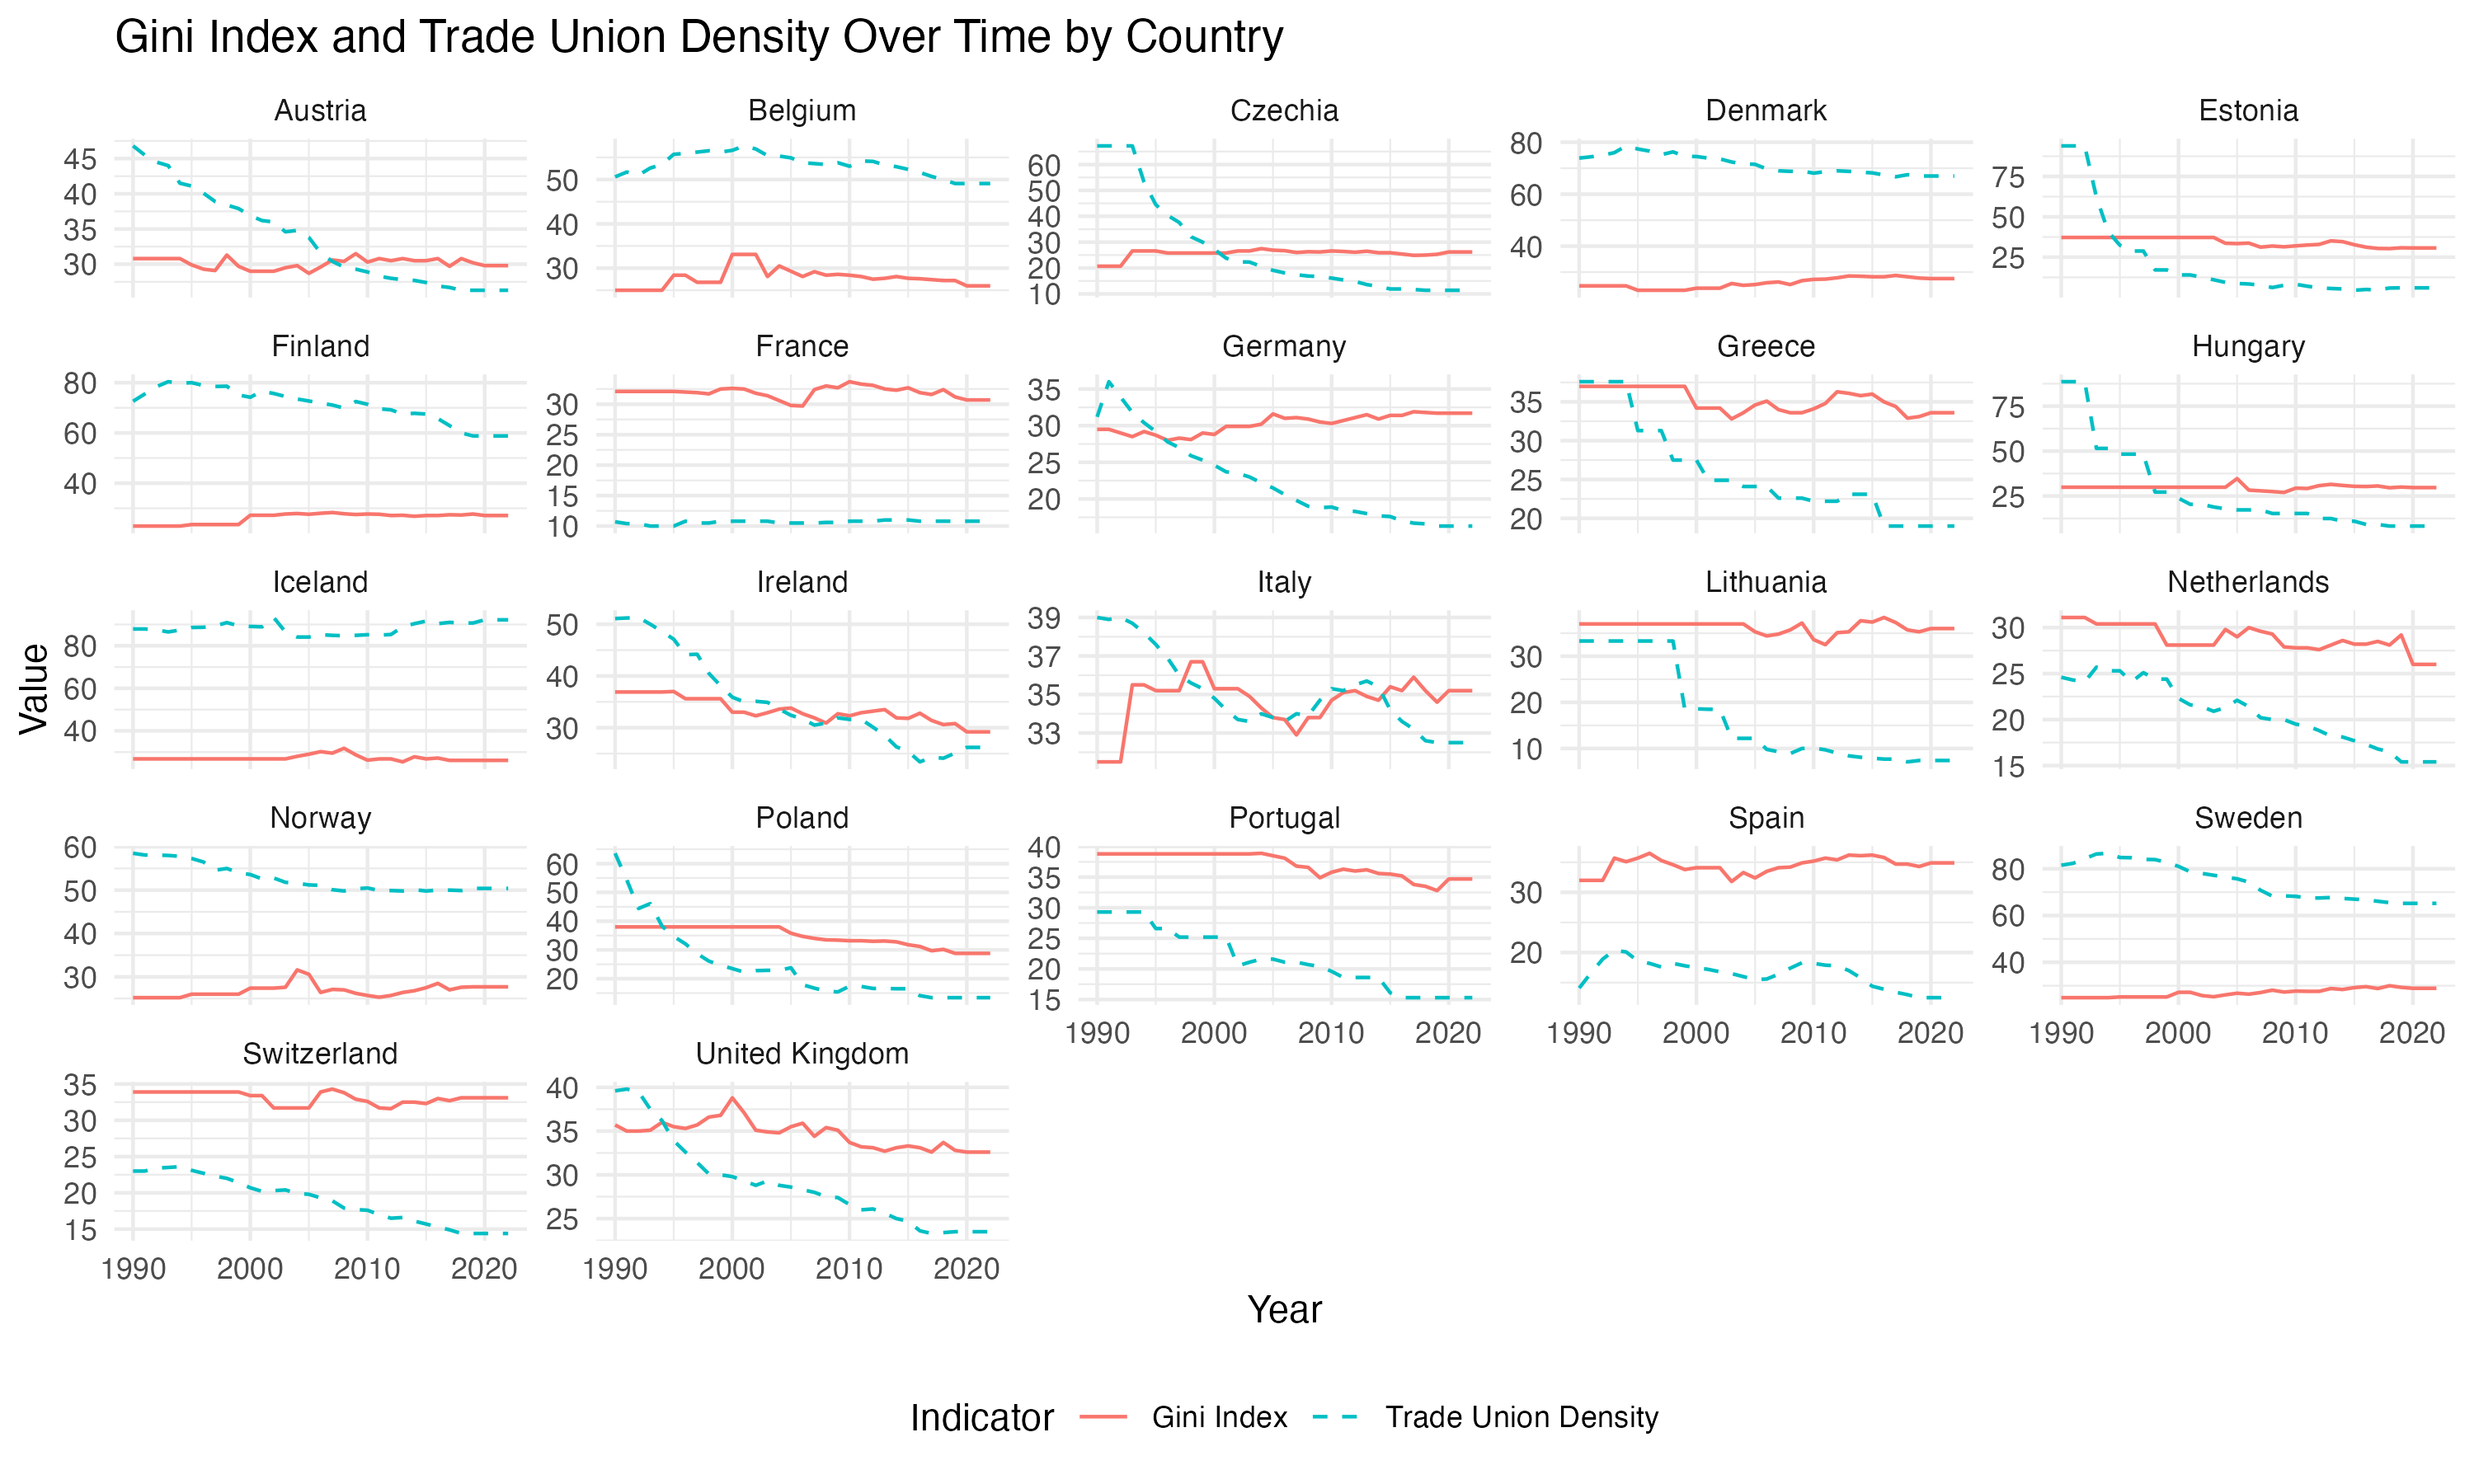 Gini Index and Trade Union Density Over Time by Country
Austria
Belgium
Czechia
Denmark
Estonia
45
40
35
30
50
40
30
60
50
40
30
20
10
80
60
40
75
50
25
Finland
France
Germany
Greece
Hungary
80
60
40
30
25
20
15
10
35
30
25
20
35
30
25
20
75
50
25
Iceland
Ireland
Italy
Lithuania
Netherlands
80
60
40
50
40
30
39
37
35
33
30
20
10
30
25
20
15
Norway
Poland
Portugal
Spain
Sweden
60
50
40
30
60
50
40
30
20
40
35
30
25
20
15
30
20
80
60
40
1990 2000 2010 2020
1990 2000 2010 2020
1990 2000 2010 2020
Switzerland
United Kingdom
35
30
25
20
15
40
35
30
25
1990 2000 2010 2020
1990 2000 2010 2020
Value
Year
Indicator Gini Index Trade Union Density